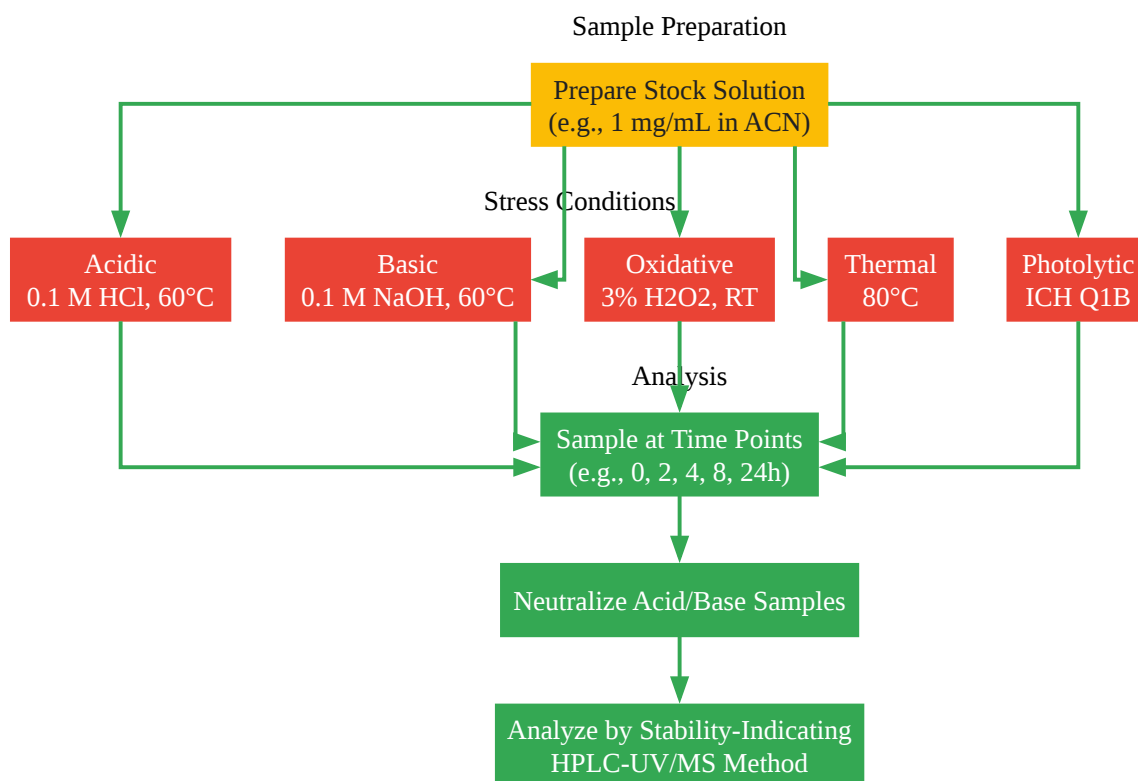 Sample Preparation
Prepare Stock Solution
(e.g., 1 mg/mL in ACN)
Stress Conditions
Acidic
0.1 M HCl, 60°C
Basic
0.1 M NaOH, 60°C
Oxidative
3% H2O2, RT
Thermal
80°C
Photolytic
ICH Q1B
Analysis
Sample at Time Points
(e.g., 0, 2, 4, 8, 24h)
Neutralize Acid/Base Samples
Analyze by Stability-Indicating
HPLC-UV/MS Method